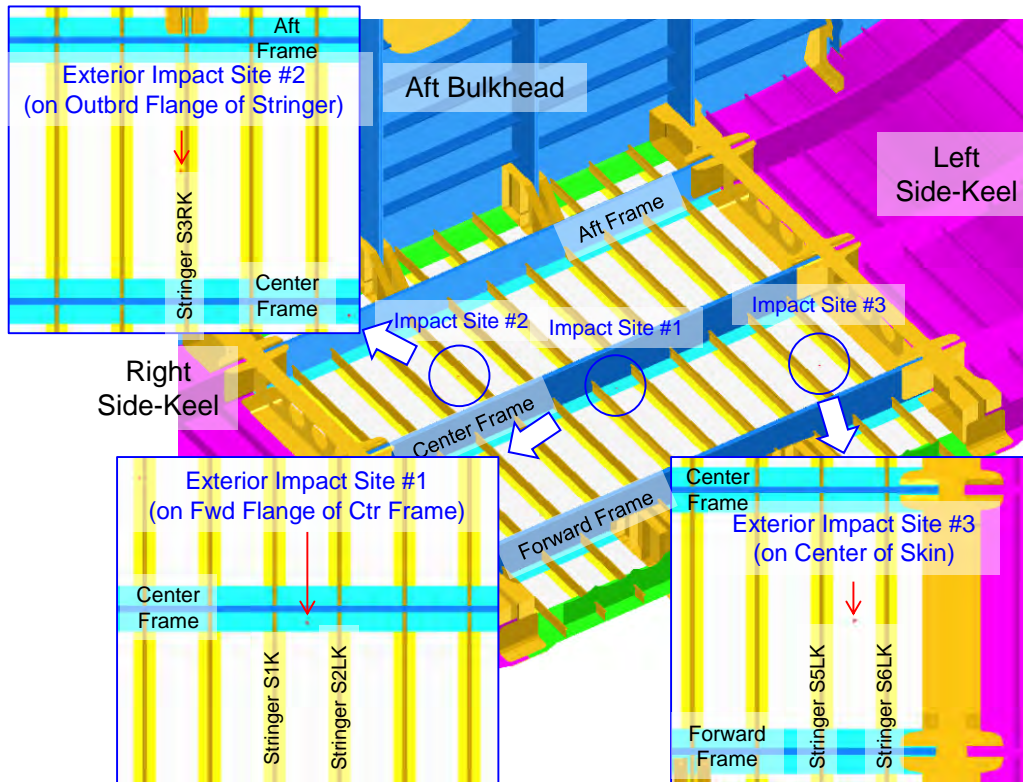 Aft
Frame
Exterior Impact Site #2
(on Outbrd Flange of Stringer)
Stringer S3RK
Center
Frame
Aft Bulkhead
Left
Side-Keel
Aft Frame
Impact Site #2
Impact Site #1
Impact Site #3
Right
Side-Keel
Center Frame
Forward Frame
Exterior Impact Site #1
(on Fwd Flange of Ctr Frame)
Center
Frame
Stringer S1K
Stringer S2LK
Center
Frame
Exterior Impact Site #3
(on Center of Skin)
Stringer S5LK
Stringer S6LK
Forward
Frame